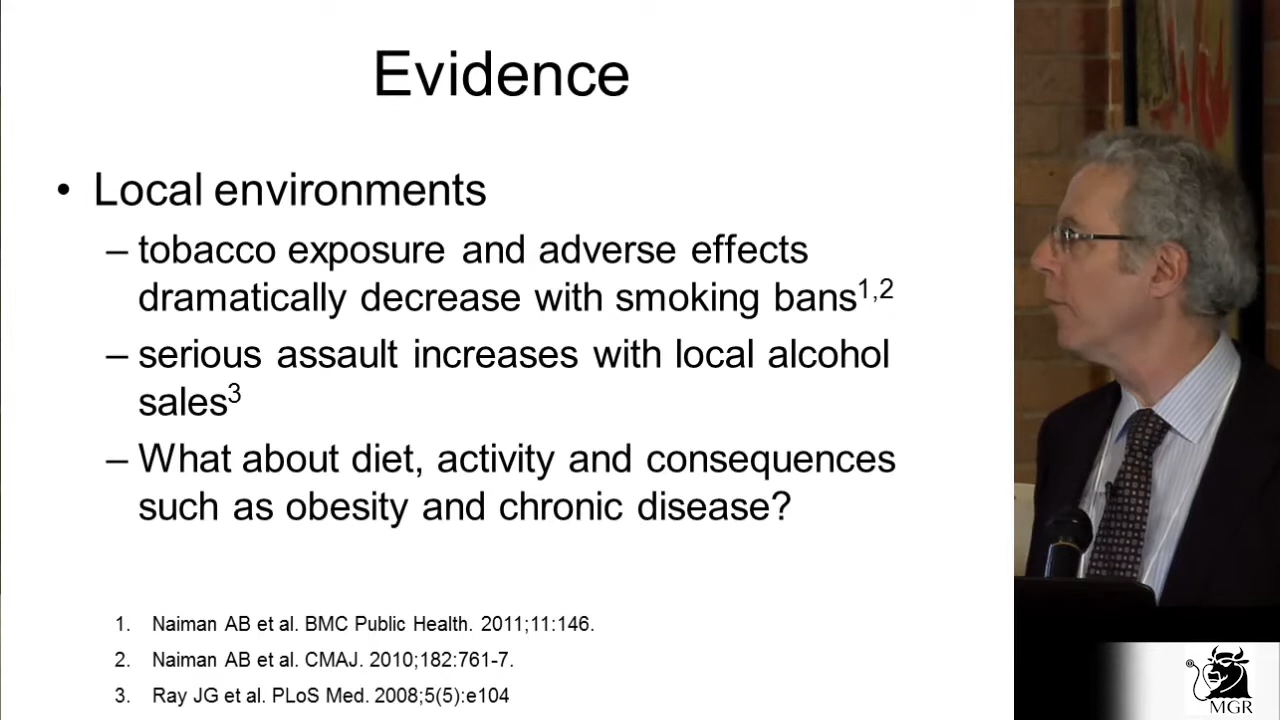 Evidence
• Local environments
– tobacco exposure and adverse effects
dramatically decrease with smoking bans1,2
– serious assault increases with local alcohol
sales3
– What about diet, activity and consequences
such as obesity and chronic disease?
1. Naiman AB et al. BMC Public Health. 2011;11:146.
2. Naiman AB et al. CMAJ. 2010;182:761-7.
3. Ray JG et al. PLoS Med. 2008;5(5):e104
MGR